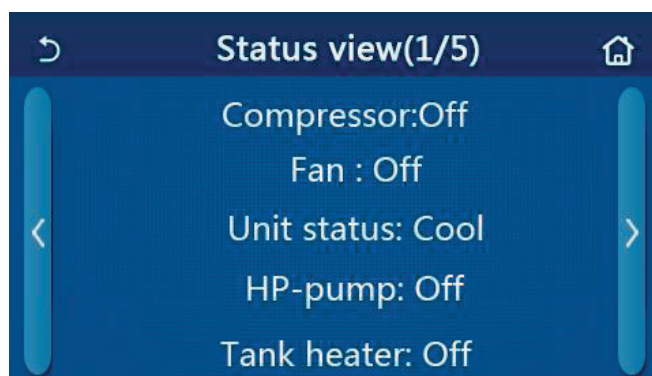 Status view(1/5)
Compressor:Off
Fan : Off
Unit status: Cool
HP-pump: Off
Tank heater: Off